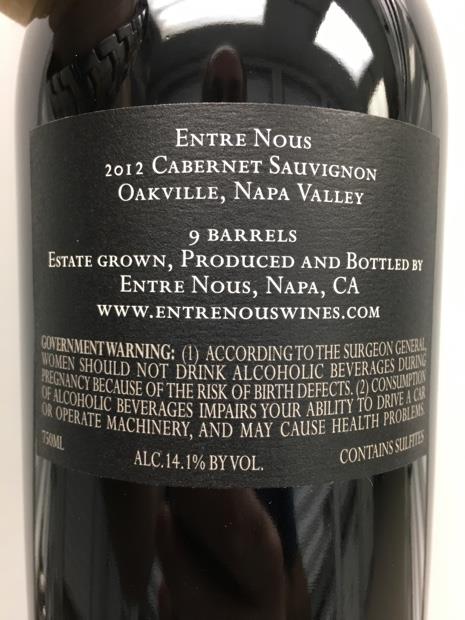 Entre Nous
2012 Cabernet Sauvignon
Oakville, Napa Valley
9 barrels
Estate grown, Produced and Bottled by
Entre Nous, Napa, CA
www.entrenouswines.com
GOVERNMENT WARNING: (1) ACCORDING TO THE SURGEON GENERAL,
WOMEN SHOULD NOT DRINK ALCOHOLIC BEVERAGES DURING
PREGNANCY BECAUSE OF THE RISK OF BIRTH DEFECTS. (2) CONSUMPTION
OF ALCOHOLIC BEVERAGES IMPAIRS YOUR ABILITY TO DRIVE A CAR
OR OPERATE MACHINERY, AND MAY CAUSE HEALTH PROBLEMS.
750ML
ALC.14.1% BY VOL.
CONTAINS SULFITES